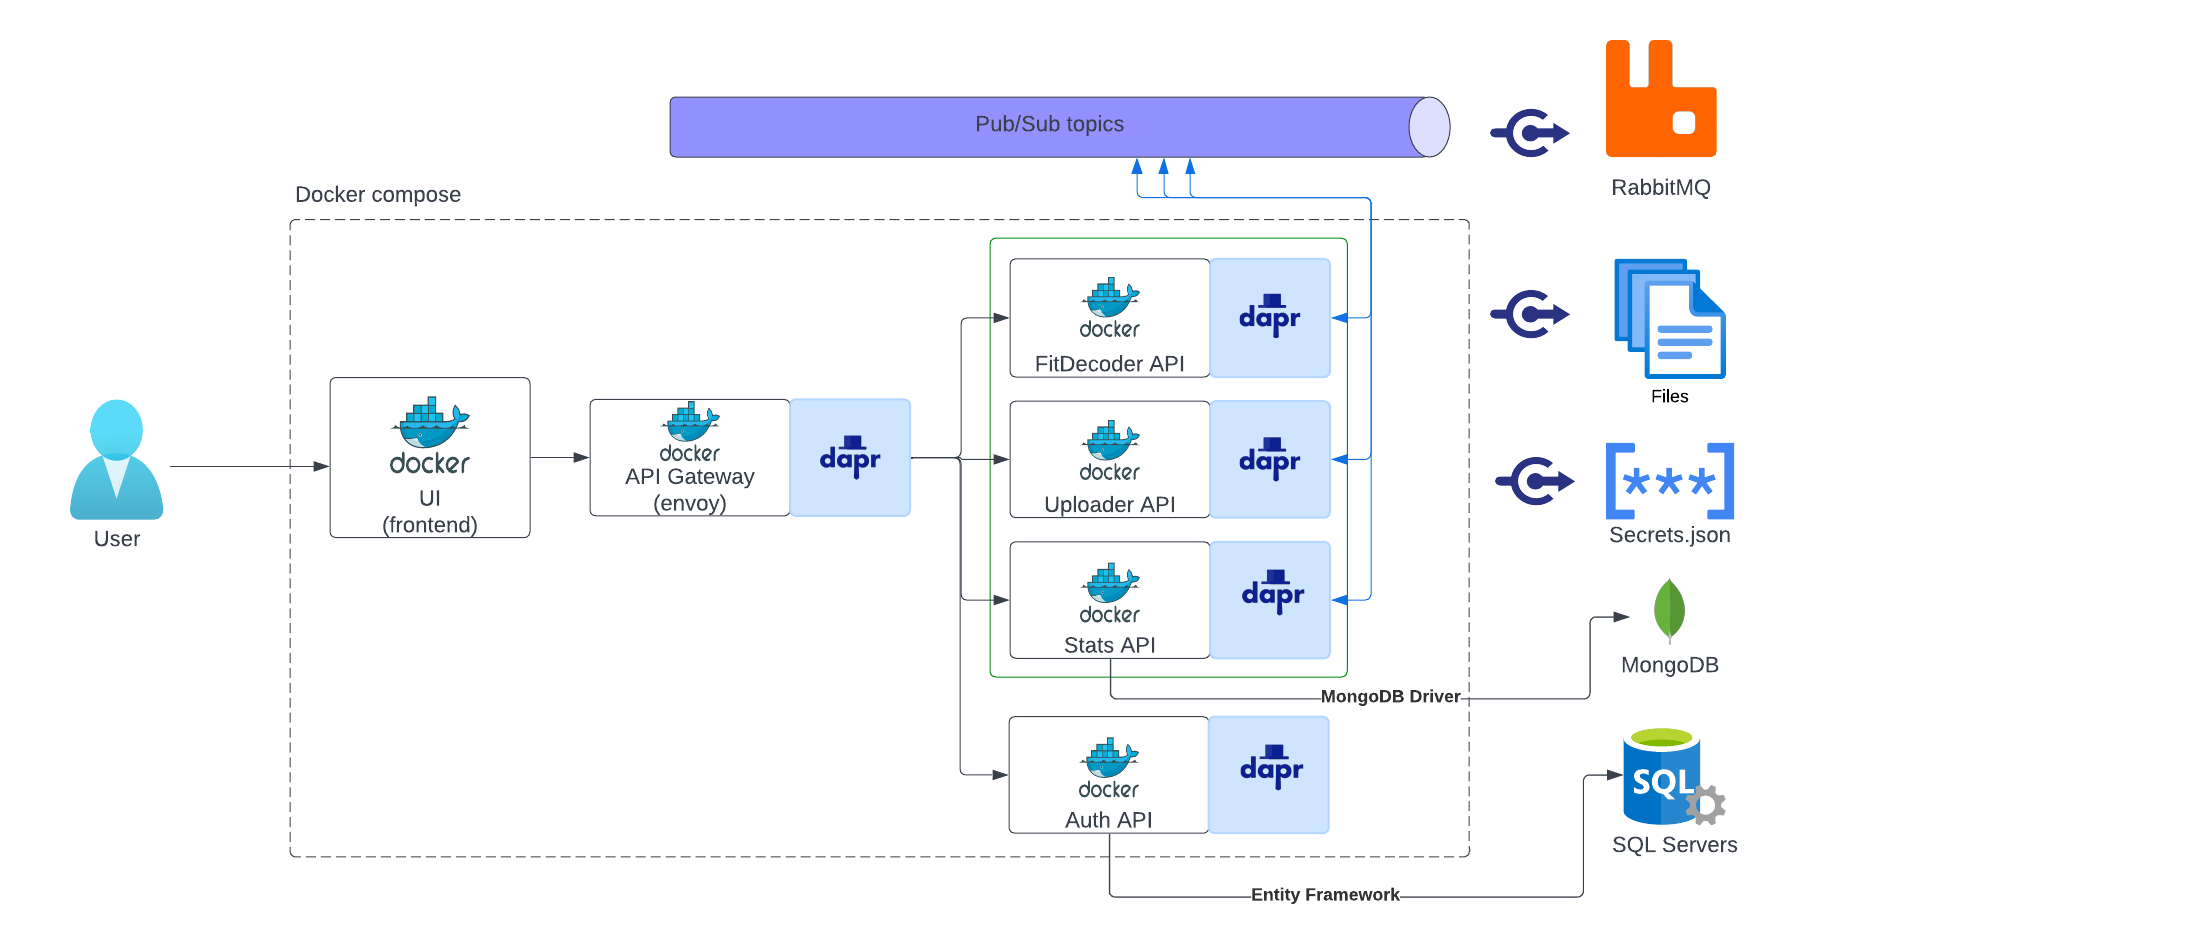 Pub/Sub topics
RabbitMQ
Docker compose
docker
FitDecoder API
dapr
Files
docker
UI
(frontend)
docker
API Gateway
(envoy)
dapr
docker
Uploader API
dapr
[***]
Secrets.json
User
docker
Stats API
dapr
MongoDB
MongoDB Driver
docker
Auth API
dapr
SQL
SQL Servers
Entity Framework